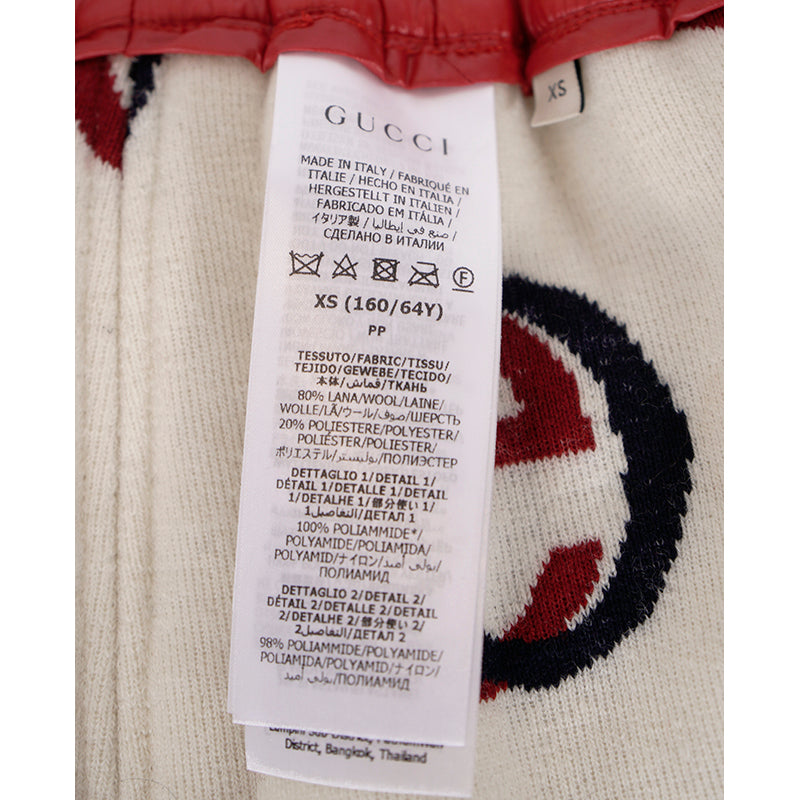 XS
GUCCI
MADE IN ITALY / FABRIQUÉ EN
ITALIE / HECHO EN ITALIA /
HERGESTELLT IN ITALIEN /
FABRICADO EM ITÁLIA /
イタリア製 / صنع في إيطاليا /
СДЕЛАНО В ИТАЛИИ
F
XS (160/64Y)
PP
TESSUTO/FABRIC/TISSU/
TEJIDO/GEWEBE/TECIDO/
本体/قماش/ТКАНЬ
80% LANA/WOOL/LAINE/
WOLLE/LÃ/ウール/صوف/ШЕРСТЬ
20% POLIESTERE/POLYESTER/
POLIÉSTER/POLYESTER/
ポリエステル/بوليستر/ПОЛИЭСТЕР
DETTAGLIO 1/DETAIL 1/
DÉTAIL 1/DETALLE 1/DETAIL
1/DETALHE 1/部分使い 1/
التفاصيل1/ДЕТАЛ 1
100% POLIAMMIDE*/
POLYAMIDE/POLIAMIDA/
POLYAMID/ナイロン/بولي أميد/
ПОЛИАМИД
DETTAGLIO 2/DETAIL 2/
DÉTAIL 2/DETALLE 2/DETAIL
2/DETALHE 2/部分使い 2/
التفاصيل2/ДЕТАЛ 2
98% POLIAMMIDE/POLYAMIDE/
POLIAMIDA/POLYAMID/ナイロン/
بولي أميد/ПОЛИАМИД
District, Bangkok, Thailand